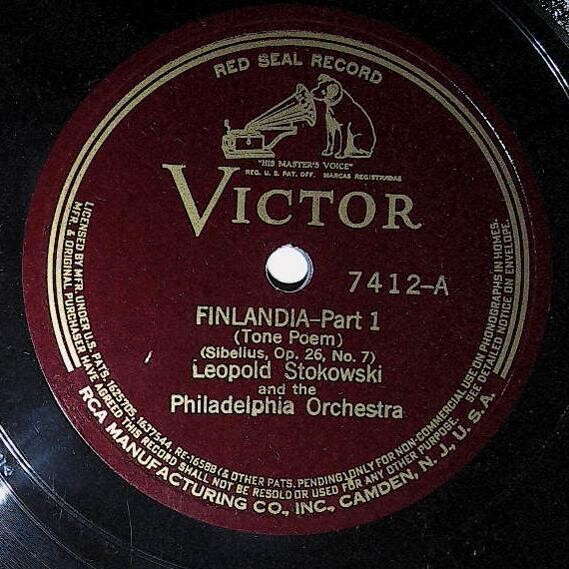 RED SEAL RECORD
"HIS MASTER'S VOICE"
REG. U. S. PAT. OFF. MARCAS REGISTRADAS
VICTOR
7412-A
FINLANDIA-Part 1
(Tone Poem)
(Sibelius, Op. 26, No. 7)
Leopold Stokowski
and the
Philadelphia Orchestra
LICENSED BY MFR. UNDER U.S. PATS. 1625705, 1637544, RE-16588 (& OTHER PATS. PENDING) ONLY FOR NON-COMMERCIAL USE ON PHONOGRAPHS IN HOMES.
MFR. & ORIGINAL PURCHASER HAVE AGREED THIS RECORD SHALL NOT BE RESOLD OR USED FOR ANY OTHER PURPOSE. SEE DETAILED NOTICE ON ENVELOPE.
RCA MANUFACTURING CO., INC., CAMDEN, N. J., U. S. A.